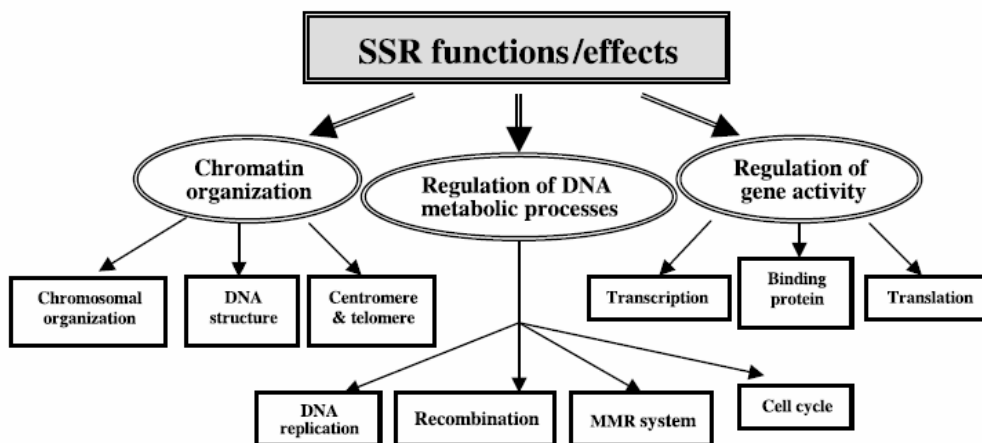 SSR functions/effects
Chromatin
organization
Regulation of DNA
metabolic processes
Regulation of
gene activity
Chromosomal
organization
DNA
structure
Centromere
& telomere
Transcription
Binding
protein
Translation
DNA
replication
Recombination
MMR system
Cell cycle